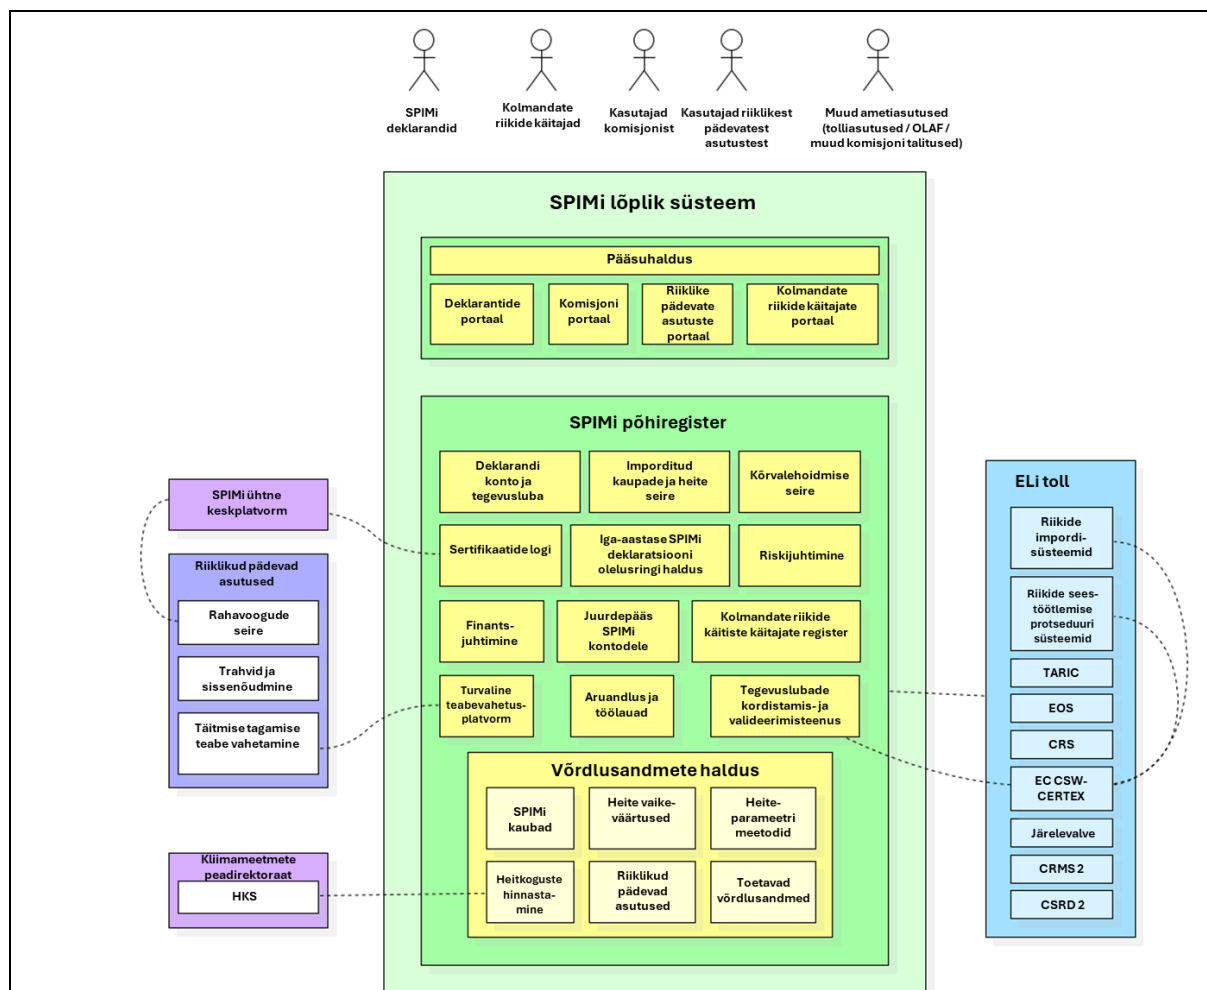 SPIMi
deklarandid
Kolmandate
riikide käitajad
Kasutajad
komisjonist
Kasutajad riiklikest
pädevatest
asutustest
Muud ametiasutused
(tolliasutused / OLAF /
muud komisjoni talitused)
SPIMi lõplik süsteem
Pääsuhaldus
Deklarantide
portaal
Komisjoni
portaal
Riiklike
pädevate
asutuste
portaal
Kolmandate
riikide käitajate
portaal
SPIMi põhiregister
Deklarandi
konto ja
tegevusluba
Imporditud
kaupade ja heite
seire
Kõrvalehoidmise
seire
Sertifikaatide logi
Iga-aastase SPIMi
deklaratsiooni
olelusringi haldus
Riskijuhtimine
Finants-
juhtimine
Juurdepääs
SPIMi
kontodele
Kolmandate riikide
käitiste käitajate register
Turvaline
teabevahetus-
platvorm
Aruandlus ja
töölauad
Tegevuslubade
kordistamis- ja
valideerimisteenus
Võrdlusandmete haldus
SPIMi
kaubad
Heite vaike-
väärtused
Heite-
parameetri
meetodid
Heitkoguste
hinnasta-
mine
Riiklikud
pädevad
asutused
Toetavad
võrdlusandmed
SPIMi ühtne
keskplatvorm
Riiklikud pädevad
asutused
Rahavoogude
seire
Trahvid ja
sissenõudmine
Täitmise tagamise
teabe vahetamine
Kliimameetmete
peadirektoraat
HKS
ELi toll
Riikide
impordi-
süsteemid
Riikide sees-
töötlemise
protseduuri
süsteemid
TARIC
EOS
CRS
EC CSW-
CERTEX
Järelevalve
CRMS 2
CSRD 2